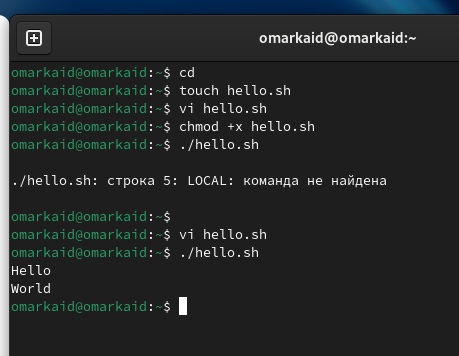 omarkaid@omarkaid:~
omarkaid@omarkaid:~$ cd
omarkaid@omarkaid:~$ touch hello.sh
omarkaid@omarkaid:~$ vi hello.sh
omarkaid@omarkaid:~$ chmod +x hello.sh
omarkaid@omarkaid:~$ ./hello.sh
./hello.sh: строка 5: LOCAL: команда не найдена
omarkaid@omarkaid:~$
omarkaid@omarkaid:~$ vi hello.sh
omarkaid@omarkaid:~$ ./hello.sh
Hello
World
omarkaid@omarkaid:~$